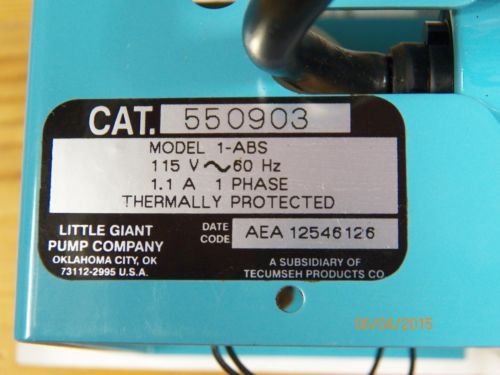 CAT. 550903
MODEL 1-ABS
115 V ~ 60 Hz
1.1 A 1 PHASE
THERMALLY PROTECTED
LITTLE GIANT
PUMP COMPANY
OKLAHOMA CITY, OK
73112-2995 U.S.A.
DATE
CODE
AEA 12546126
A SUBSIDIARY OF
TECUMSEH PRODUCTS CO
06/04/2015